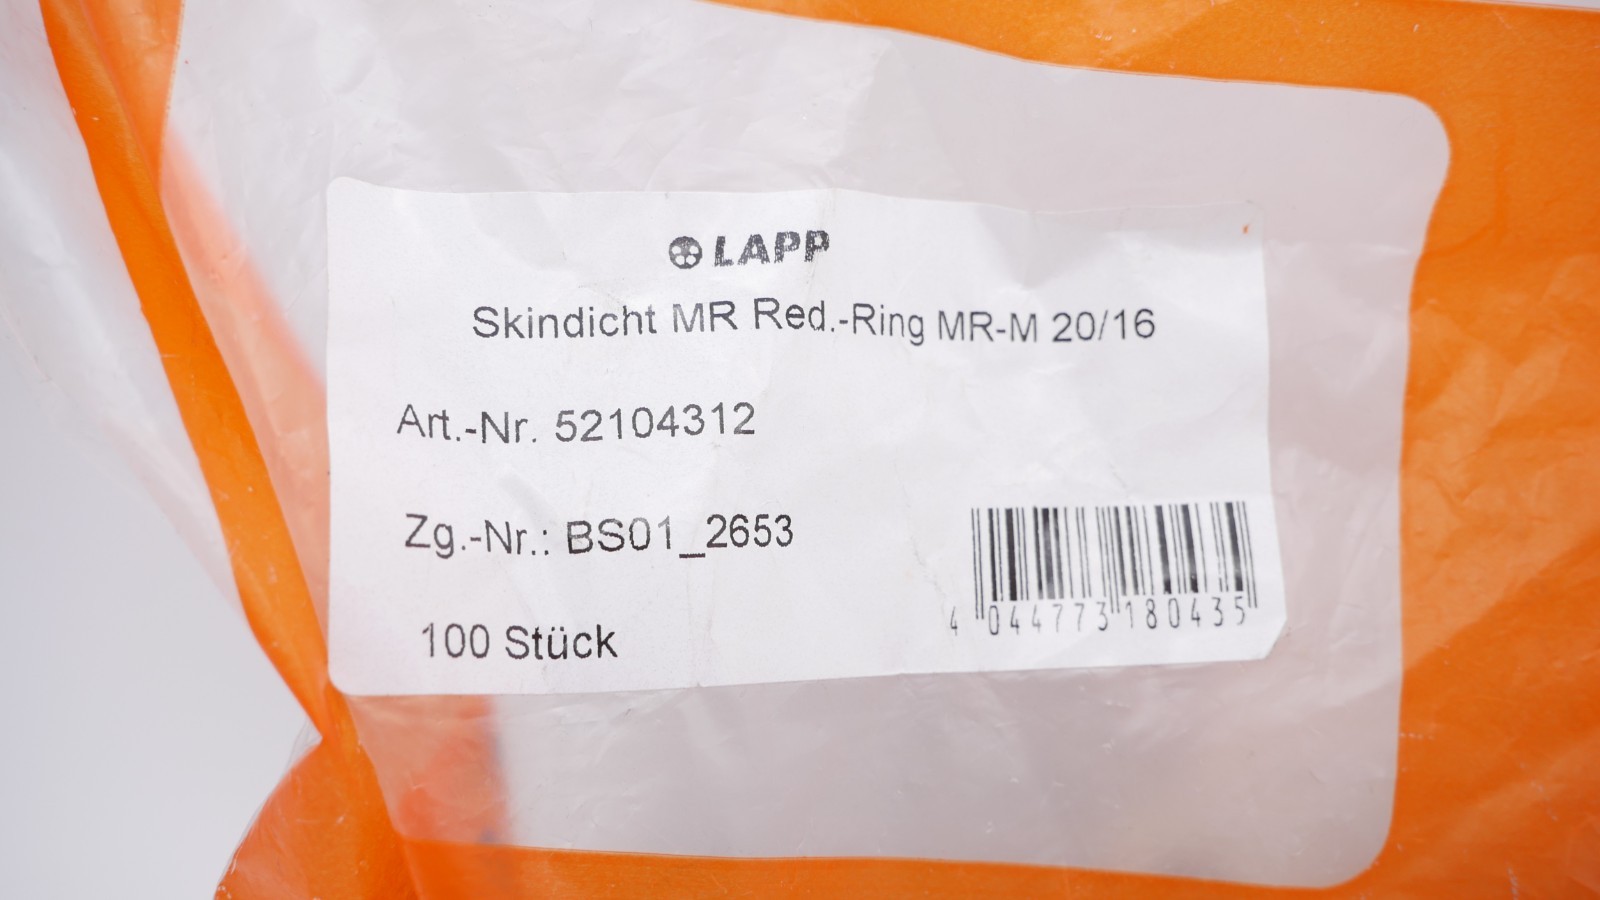 LAPP
Skindicht MR Red.-Ring MR-M 20/16
Art.-Nr. 52104312
Zg.-Nr.: BS01_2653
100 Stück
4 044773 180435